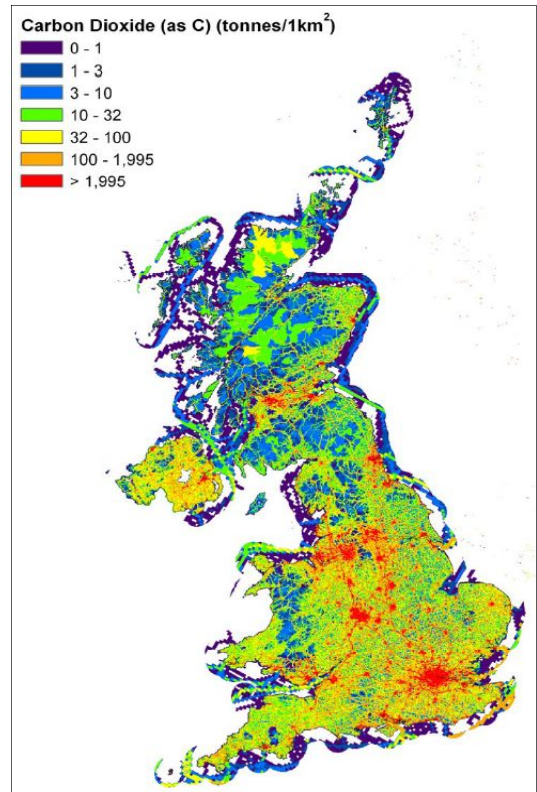 Carbon Dioxide (as C) (tonnes/1km²)
0 - 1
1 - 3
3 - 10
10 - 32
32 - 100
100 - 1,995
> 1,995